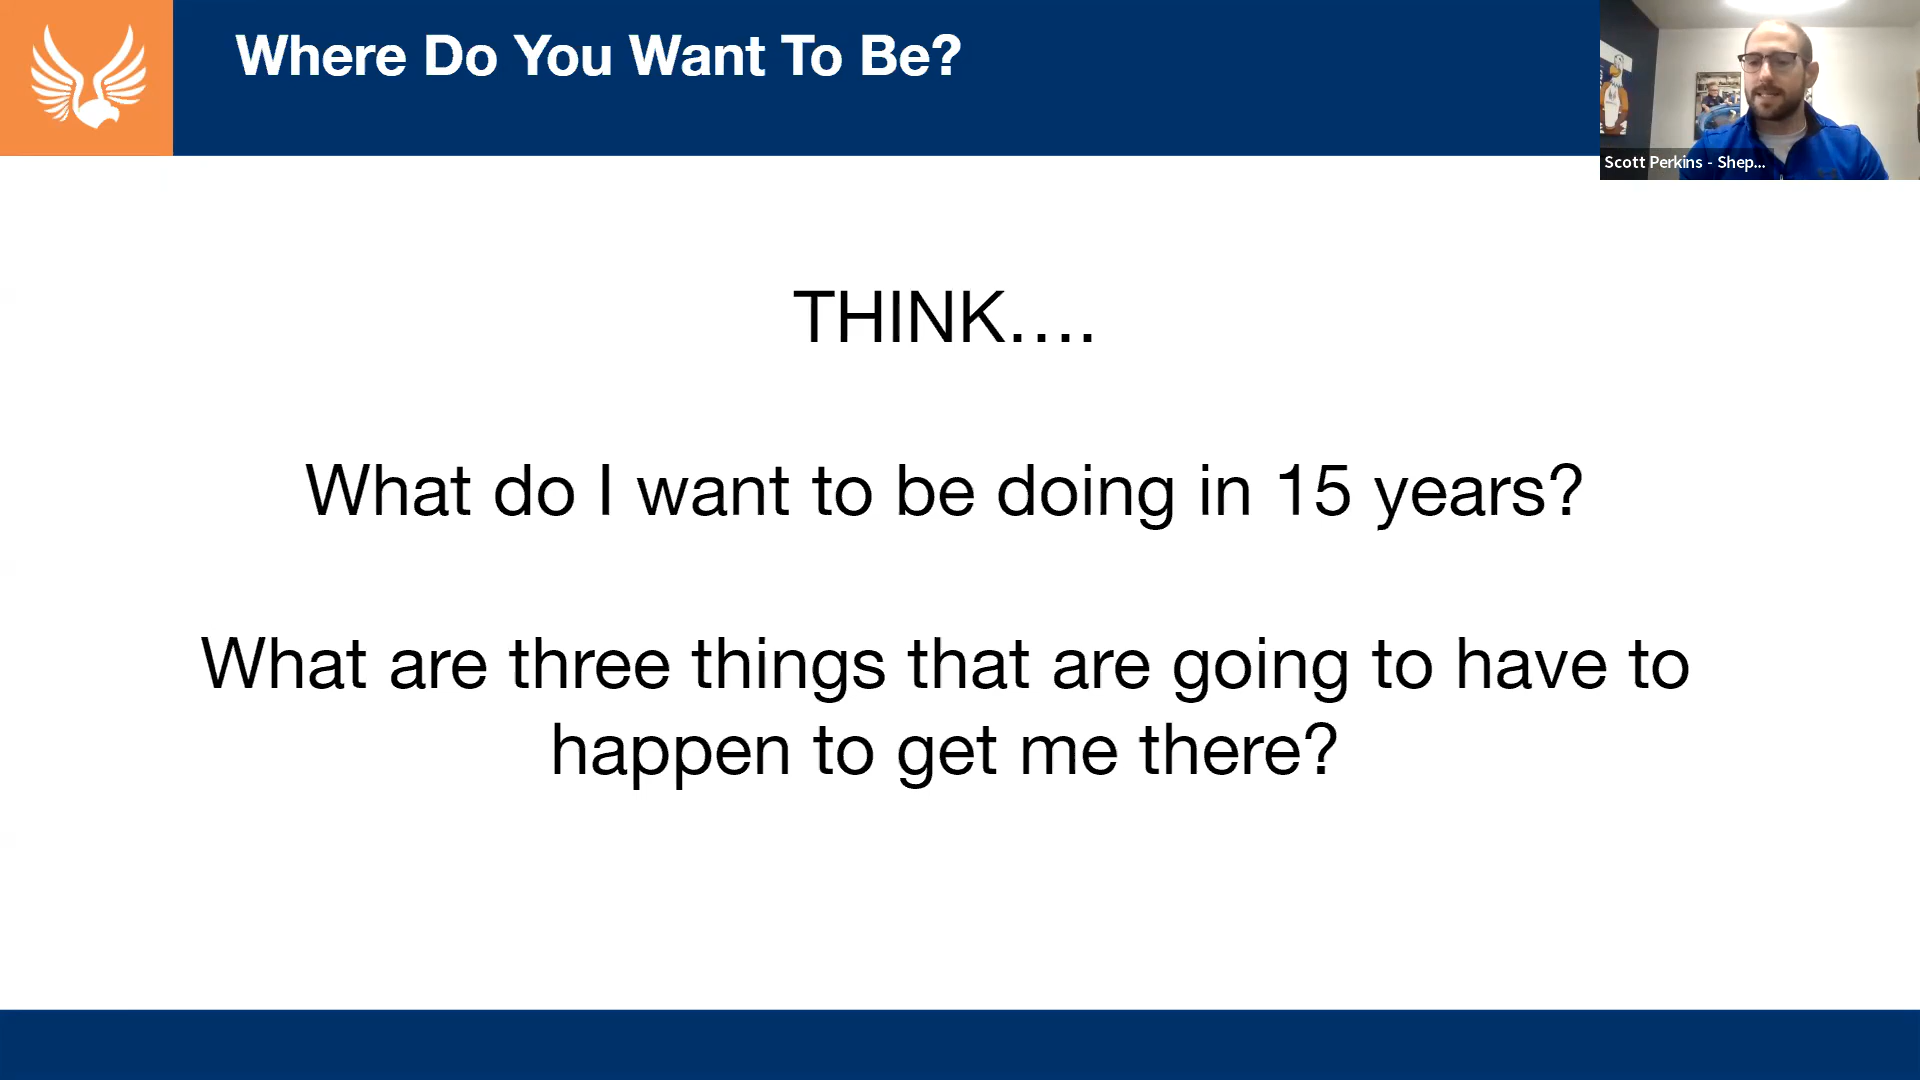 Where Do You Want To Be?
Scott Perkins - Shep...
THINK....
What do I want to be doing in 15 years?
What are three things that are going to have to
happen to get me there?